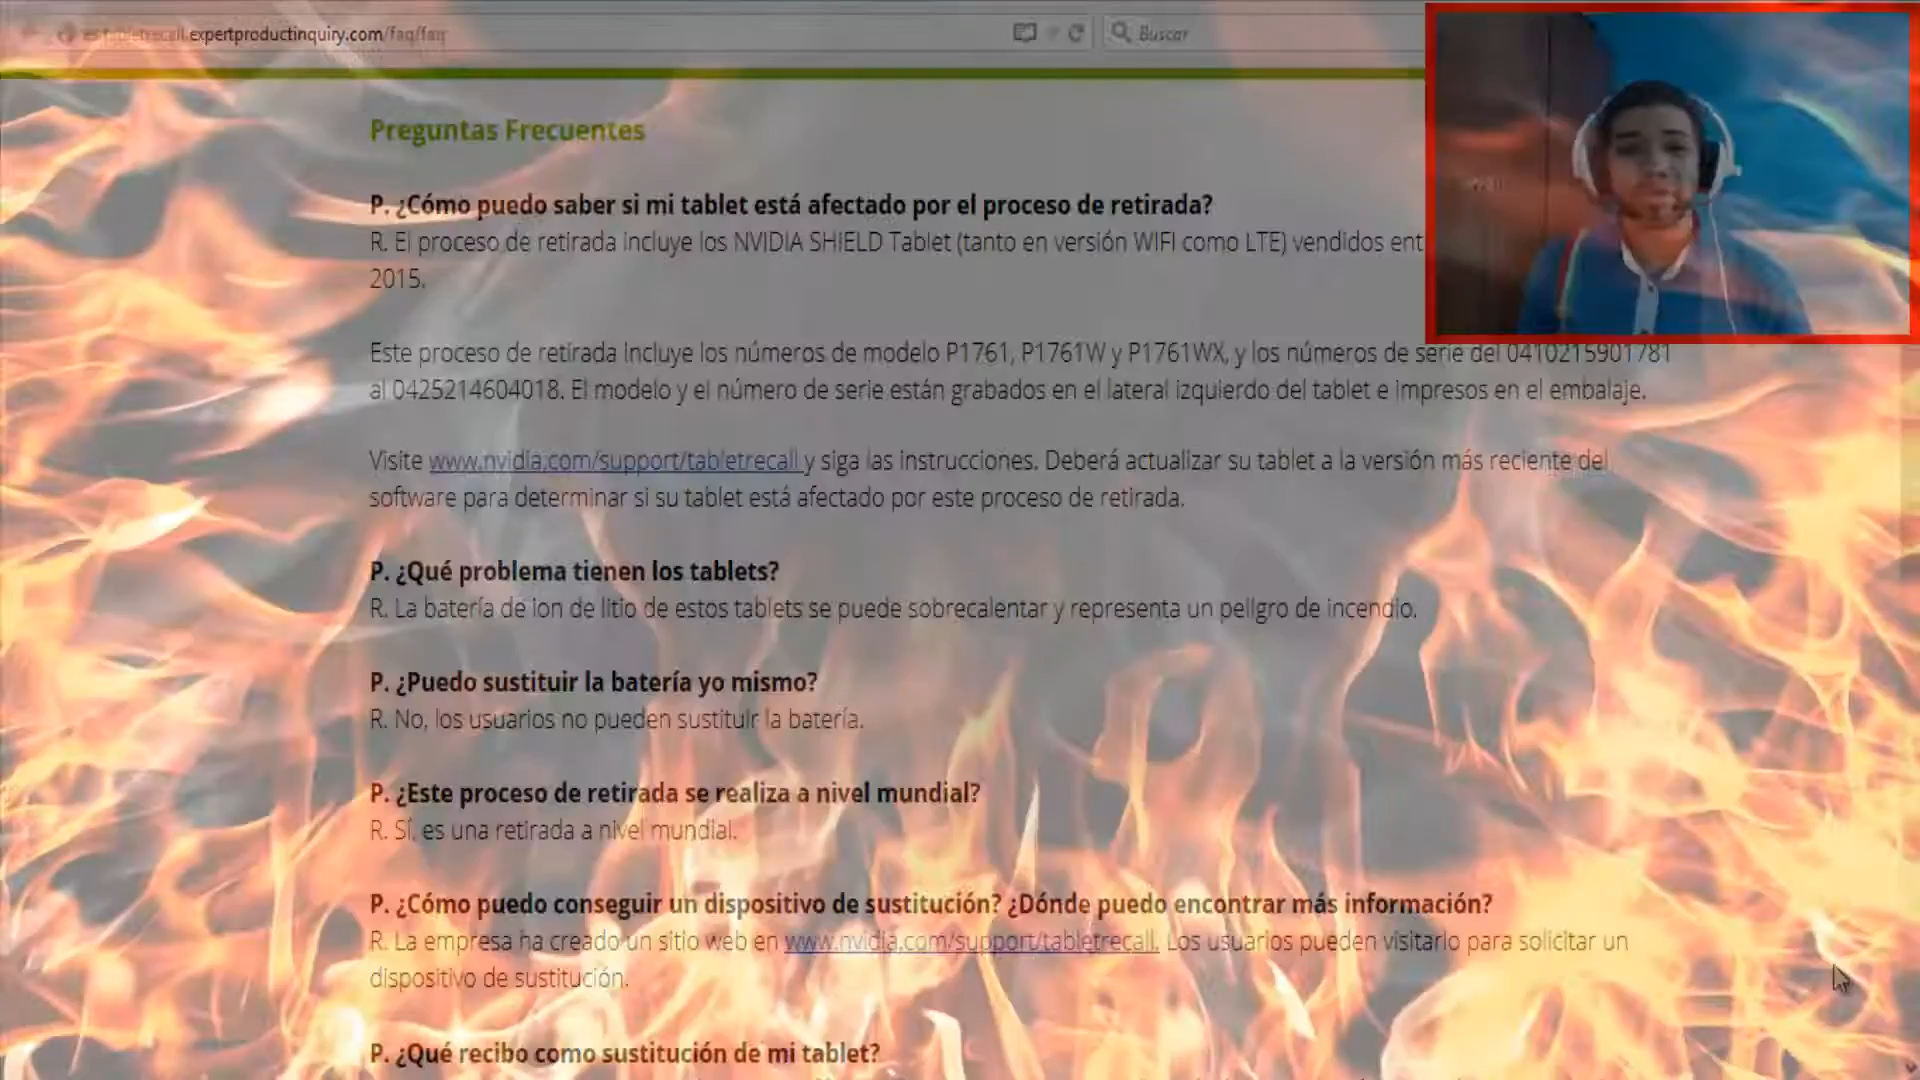 expertproductinquiry.com/faq/faq
Buscar
Preguntas Frecuentes
P. ¿Cómo puedo saber si mi tablet está afectado por el proceso de retirada?
R. El proceso de retirada incluye los NVIDIA SHIELD Tablet (tanto en versión WIFI como LTE) vendidos
2015.
Este proceso de retirada incluye los números de modelo P1761, P1761W y P1761WX, y los números de serie del 0410215901781
al 0425214604018. El modelo y el número de serie están grabados en el lateral izquierdo del tablet e impresos en el embalaje.
Visite www.nvidia.com/support/tabletrecall y siga las instrucciones. Deberá actualizar su tablet a la versión más reciente del
software para determinar si su tablet está afectado por este proceso de retirada.
P. ¿Qué problema tienen los tablets?
R. La batería de ion de litio de estos tablets se puede sobrecalentar y representa un peligro de incendio.
P. ¿Puedo sustituir la batería yo mismo?
R. No, los usuarios no pueden sustituir la batería.
P. ¿Este proceso de retirada se realiza a nivel mundial?
R. Sí, es una retirada a nivel mundial.
P. ¿Cómo puedo conseguir un dispositivo de sustitución? ¿Dónde puedo encontrar más información?
R. La empresa ha creado un sitio web en www.nvidia.com/support/tabletrecall. Los usuarios pueden visitarlo para solicitar un
dispositivo de sustitución.
P. ¿Qué recibo como sustitución de mi tablet?